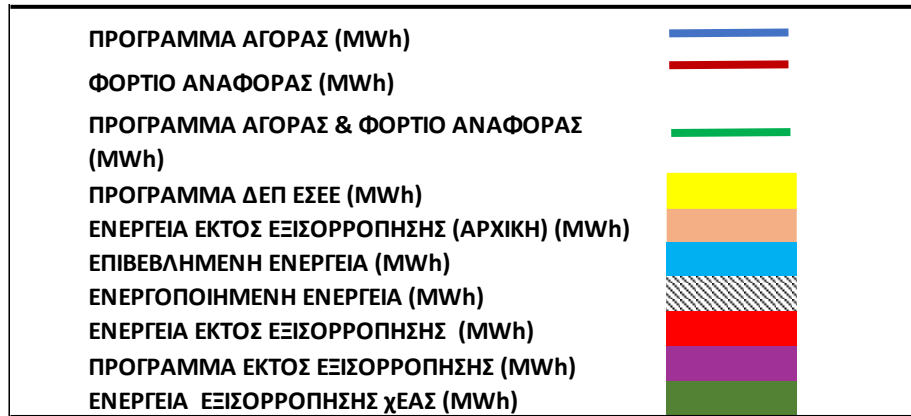 ΠΡΟΓΡΑΜΜΑ ΑΓΟΡΑΣ (MWh)
ΦΟΡΤΙΟ ΑΝΑΦΟΡΑΣ (MWh)
ΠΡΟΓΡΑΜΜΑ ΑΓΟΡΑΣ & ΦΟΡΤΙΟ ΑΝΑΦΟΡΑΣ
(MWh)
ΠΡΟΓΡΑΜΜΑ ΔΕΠ ΕΣΕΕ (MWh)
ΕΝΕΡΓΕΙΑ ΕΚΤΟΣ ΕΞΙΣΟΡΡΟΠΗΣΗΣ (ΑΡΧΙΚΗ) (MWh)
ΕΠΙΒΕΒΛΗΜΕΝΗ ΕΝΕΡΓΕΙΑ (MWh)
ΕΝΕΡΓΟΠΟΙΗΜΕΝΗ ΕΝΕΡΓΕΙΑ (MWh)
ΕΝΕΡΓΕΙΑ ΕΚΤΟΣ ΕΞΙΣΟΡΡΟΠΗΣΗΣ (MWh)
ΠΡΟΓΡΑΜΜΑ ΕΚΤΟΣ ΕΞΙΣΟΡΡΟΠΗΣΗΣ (MWh)
ΕΝΕΡΓΕΙΑ ΕΞΙΣΟΡΡΟΠΗΣΗΣ χΕΑΣ (MWh)